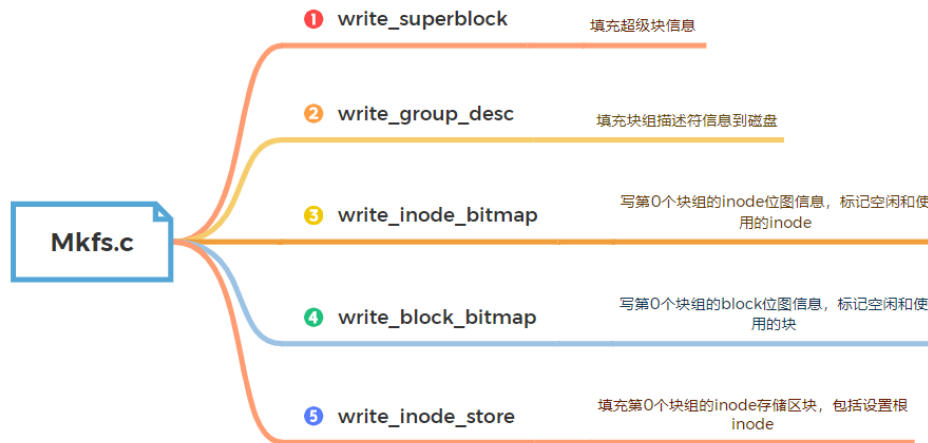 1 write_superblock 填充超级块信息
2 write_group_desc 填充块组描述符信息到磁盘
3 write_inode_bitmap 写第0个块组的inode位图信息，标记空闲和使
用的inode
Mkfs.c
4 write_block_bitmap 写第0个块组的block位图信息，标记空闲和使
用的块
5 write_inode_store 填充第0个块组的inode存储区块，包括设置根
inode